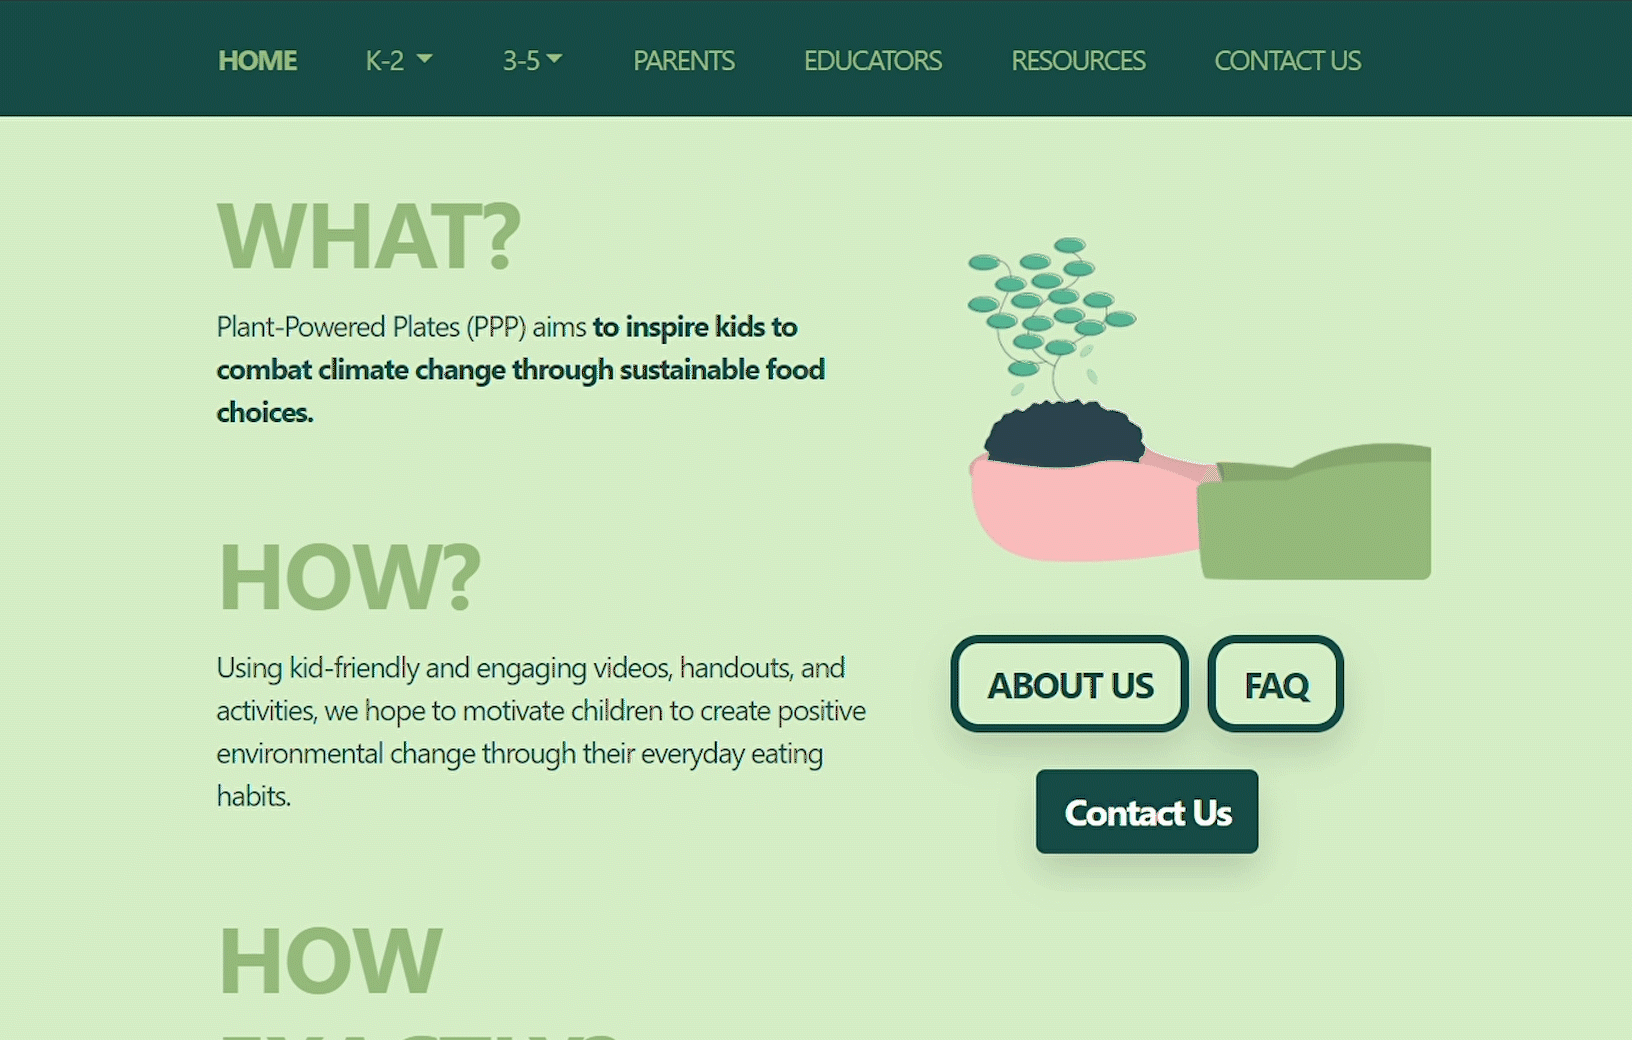 HOME K-2 3-5 PARENTS EDUCATORS RESOURCES CONTACT US
WHAT?
Plant-Powered Plates (PPP) aims to inspire kids to
combat climate change through sustainable food
choices.
HOW?
Using kid-friendly and engaging videos, handouts, and
activities, we hope to motivate children to create positive
environmental change through their everyday eating
habits.
ABOUT US FAQ
Contact Us
HOW